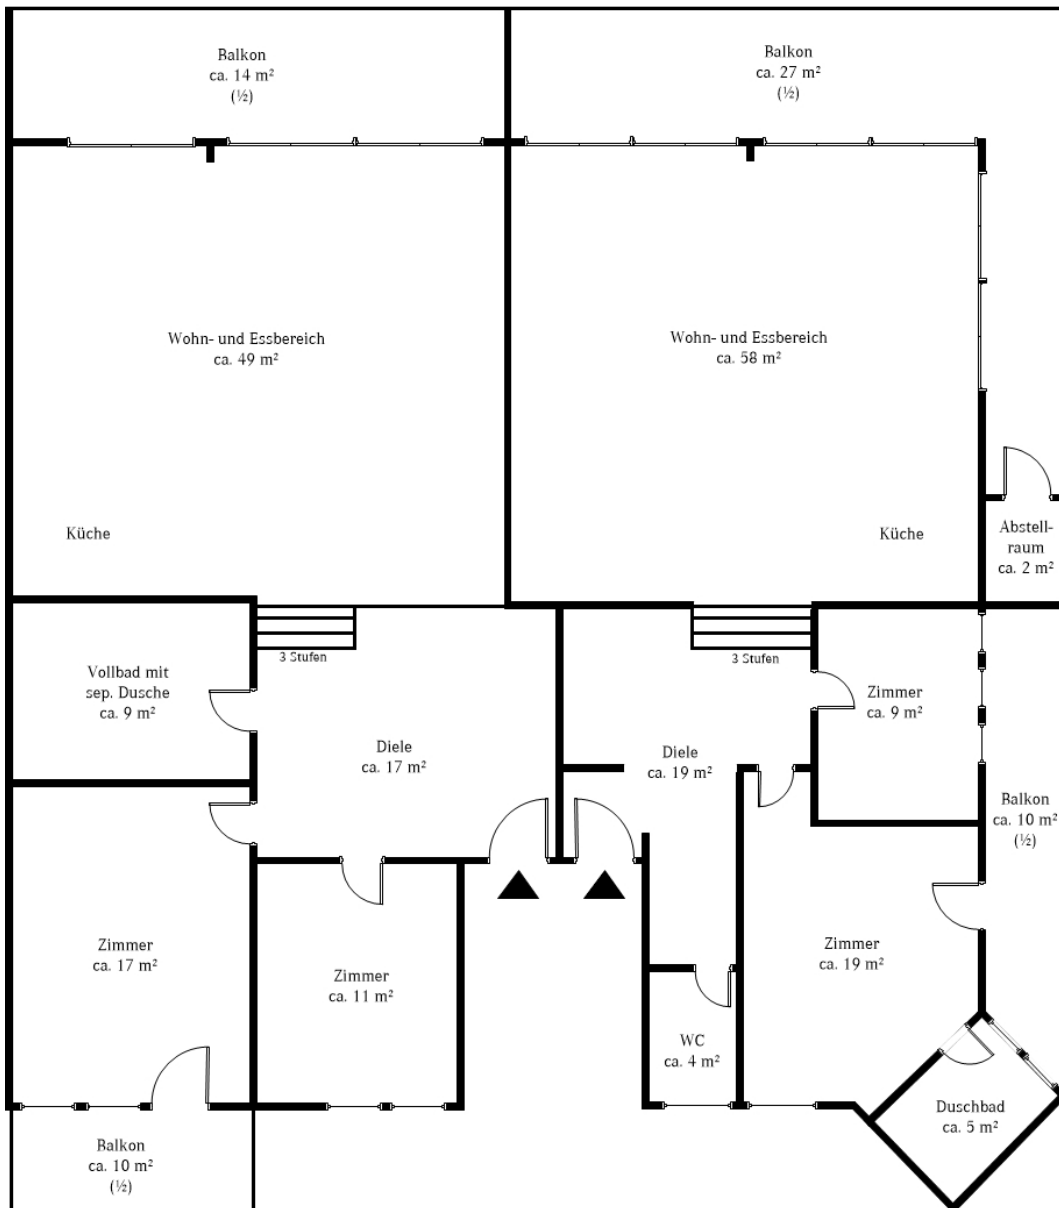 Balkon
ca. 14 m²
(½)
Balkon
ca. 27 m²
(½)
Wohn- und Essbereich
ca. 49 m²
Wohn- und Essbereich
ca. 58 m²
Küche
Küche
Abstell-
raum
ca. 2 m²
3 Stufen
3 Stufen
Vollbad mit
sep. Dusche
ca. 9 m²
Zimmer
ca. 9 m²
Diele
ca. 17 m²
Diele
ca. 19 m²
Balkon
ca. 10 m²
(½)
Zimmer
ca. 17 m²
Zimmer
ca. 11 m²
Zimmer
ca. 19 m²
WC
ca. 4 m²
Duschbad
ca. 5 m²
Balkon
ca. 10 m²
(½)